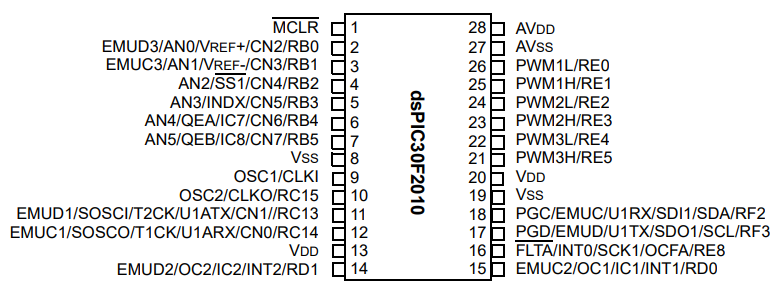 MCLR 1 28 AVDD
EMUD3/AN0/VREF+/CN2/RB0 2 27 AVSS
EMUC3/AN1/VREF-/CN3/RB1 3 26 PWM1L/RE0
AN2/SS1/CN4/RB2 4 25 PWM1H/RE1
AN3/INDX/CN5/RB3 5 24 PWM2L/RE2
AN4/QEA/IC7/CN6/RB4 6 23 PWM2H/RE3
AN5/QEB/IC8/CN7/RB5 7 22 PWM3L/RE4
VSS 8 21 PWM3H/RE5
OSC1/CLKI 9 20 VDD
OSC2/CLKO/RC15 10 19 VSS
EMUD1/SOSCI/T2CK/U1ATX/CN1//RC13 11 18 PGC/EMUC/U1RX/SDI1/SDA/RF2
EMUC1/SOSCO/T1CK/U1ARX/CN0/RC14 12 17 PGD/EMUD/U1TX/SDO1/SCL/RF3
VDD 13 16 FLTA/INT0/SCK1/OCFA/RE8
EMUD2/OC2/IC2/INT2/RD1 14 15 EMUC2/OC1/IC1/INT1/RD0
dsPIC30F2010